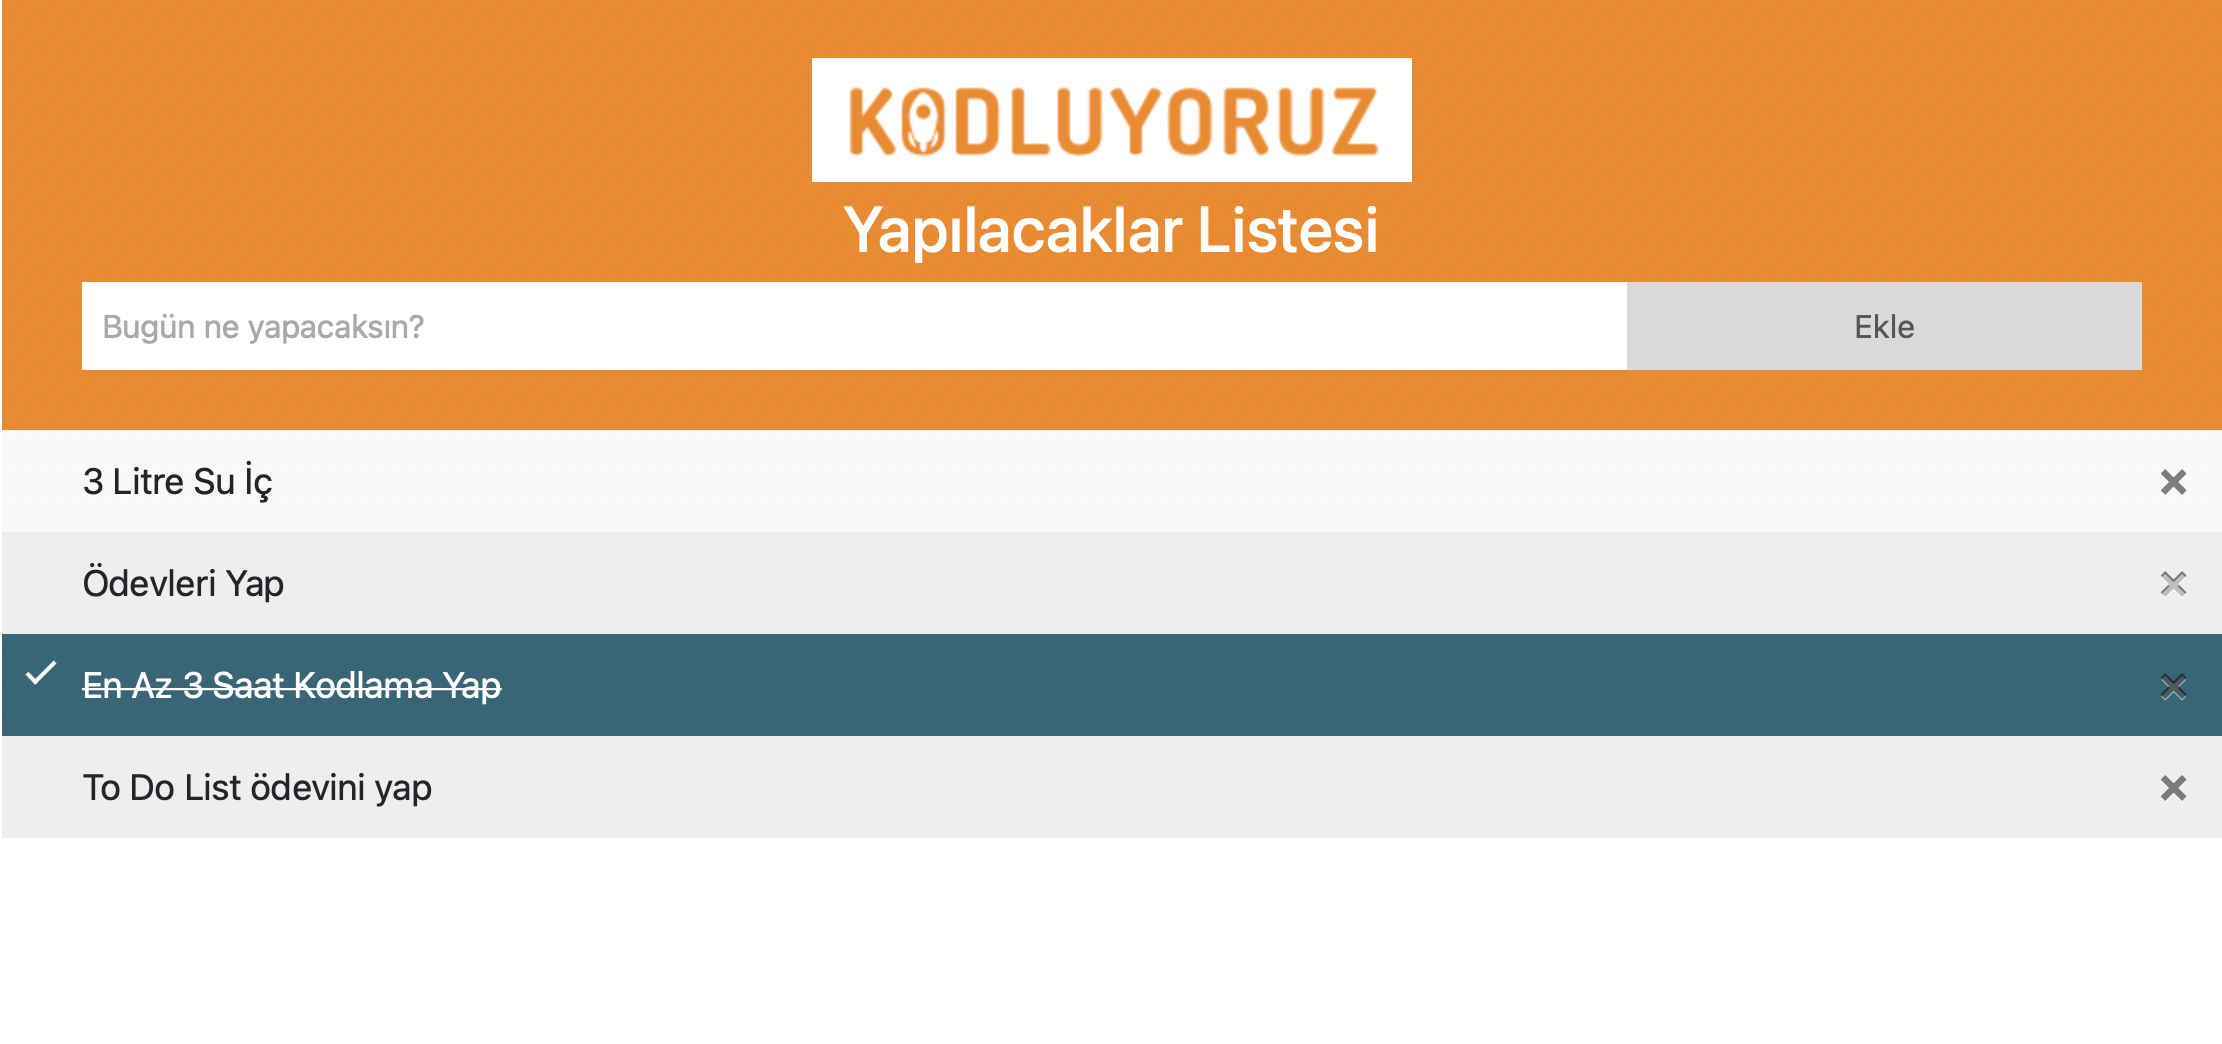 KODLUYORUZ
Yapılacaklar Listesi
Bugün ne yapacaksın?
Ekle
3 Litre Su İç
Ödevleri Yap
En Az 3 Saat Kodlama Yap
To Do List ödevini yap